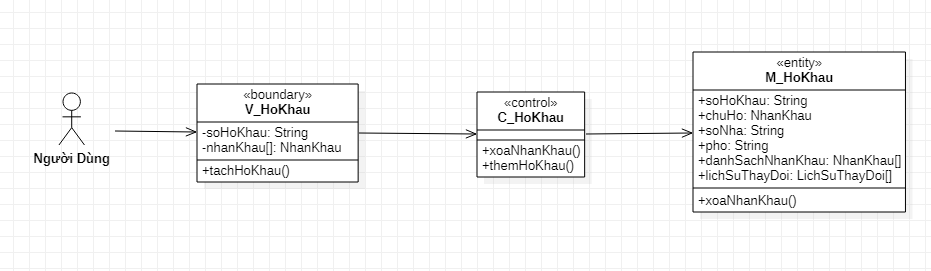 Người Dùng
«boundary»
V_HoKhau
-soHoKhau: String
-nhanKhau[]: NhanKhau
+tachHoKhau()
«control»
C_HoKhau
+xoaNhanKhau()
+themHoKhau()
«entity»
M_HoKhau
+soHoKhau: String
+chuHo: NhanKhau
+soNha: String
+pho: String
+danhSachNhanKhau: NhanKhau[]
+lichSuThayDoi: LichSuThayDoi[]
+xoaNhanKhau()